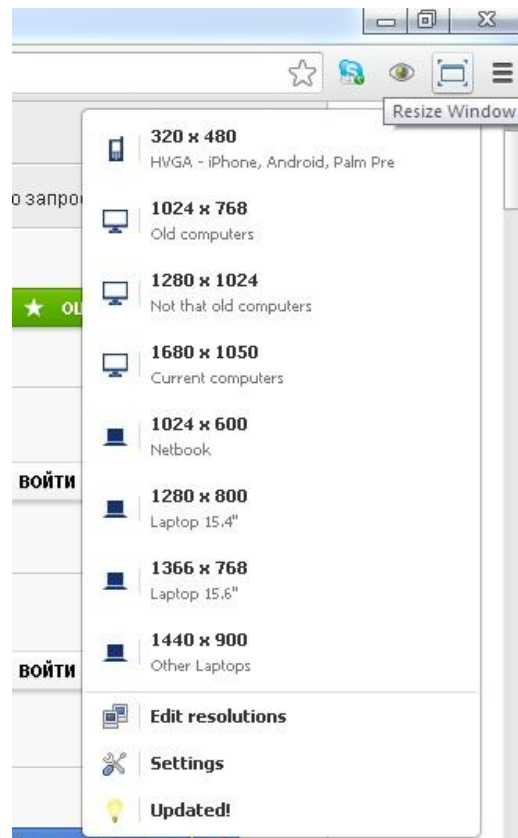 Resize Window
320 x 480
HVGA - iPhone, Android, Palm Pre
о запро
1024 x 768
Old computers
1280 x 1024
Not that old computers
★ ОЦ
1680 x 1050
Current computers
1024 x 600
Netbook
ВОЙТИ
1280 x 800
Laptop 15.4"
1366 x 768
Laptop 15.6"
1440 x 900
Other Laptops
ВОЙТИ
Edit resolutions
Settings
Updated!